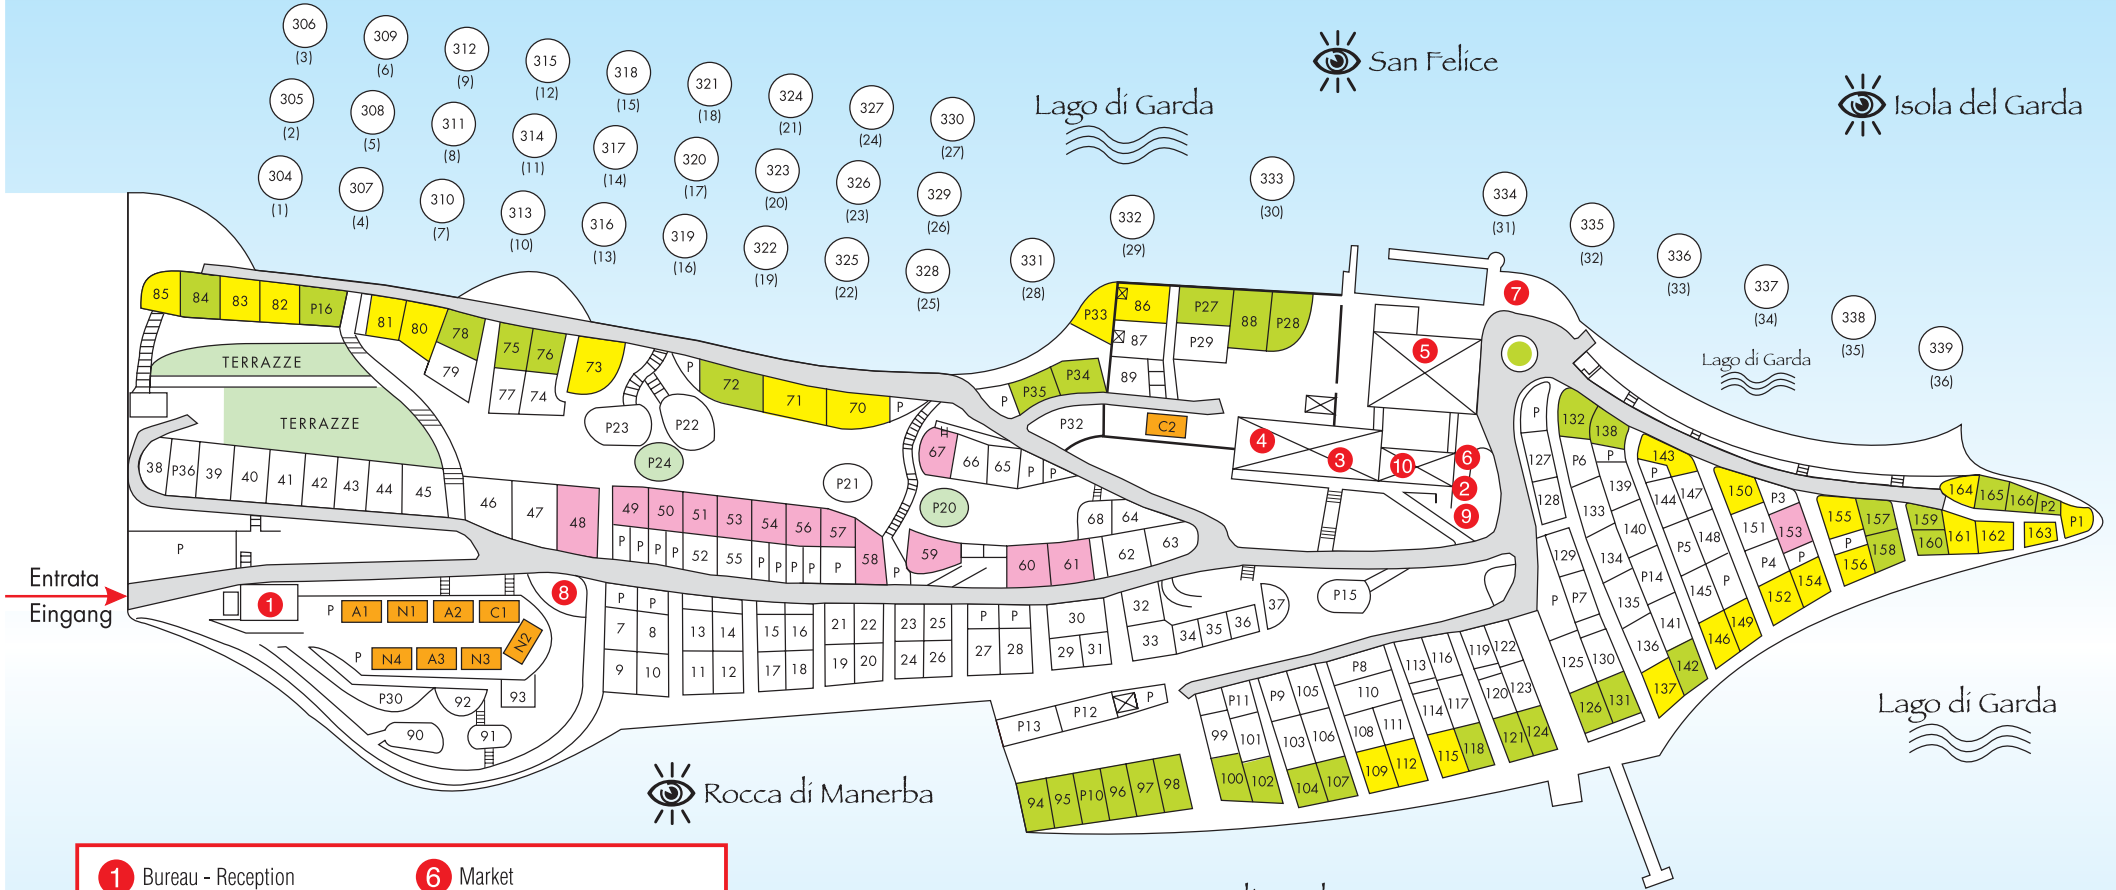 306 309 312 315 318 321 324 327 330
(3) (6) (9) (12) (15) (18) (21) (24) (27)
305 308 311 314 317 320 323 326 329
(2) (5) (8) (11) (14) (17) (20) (23) (26)
304 307 310 313 316 319 322 325 328
(1) (4) (7) (10) (13) (16) (19) (22) (25)
331 332 333 334 335 336 337 338 339
(28) (29) (30) (31) (32) (33) (34) (35) (36)
San Felice
Lago di Garda
Isola del Garda
Lago di Garda
85 84 83 82 P16 81 80 78 79 75 76 77 74 73
P 72 71 70 P
TERRAZZE
TERRAZZE
P23 P22 P24 P21 P20
P33 86 87 89 P27 P29 88 P28
P P35 P34 P32 C2
4 3 10 5 7 6 2 9
38 P36 39 40 41 42 43 44 45 46 47 48
49 50 51 53 54 56 57 58 59 60 61
P P P P 52 55 P P P P P P
H 67 66 65 P P
68 64 62 63
P
Entrata
Eingang
1 8
P A1 N1 A2 C1 N2
P N4 A3 N3
P30 92 93 90 91
P P 7 8 9 10
13 14 11 12
15 16 17 18
21 22 19 20
23 25 24 26
P P 27 28
30 29 31
32 33 34 35 36 37 P15
P13 P12 P
94 95 P10 96 97 98
P11 99 101 100 102
P9 105 103 106 104 107
P8 110 108 111 109 112
113 116 114 117 115 118
119 122 120 123 121 124
P 127 128 129 P P7 125 130 126 131
132 138 P6 P 139 133 140 134 P14 135 141 136 142 137
143 P 144 147 P5 148 145 P 149 146
150 P3 151 153 P4 P 152 154
155 157 P 158 156
159 160 161 162 163 164 165 166 P2 P1
Lago di Garda
Rocca di Manerba
1 Bureau - Reception
6 Market